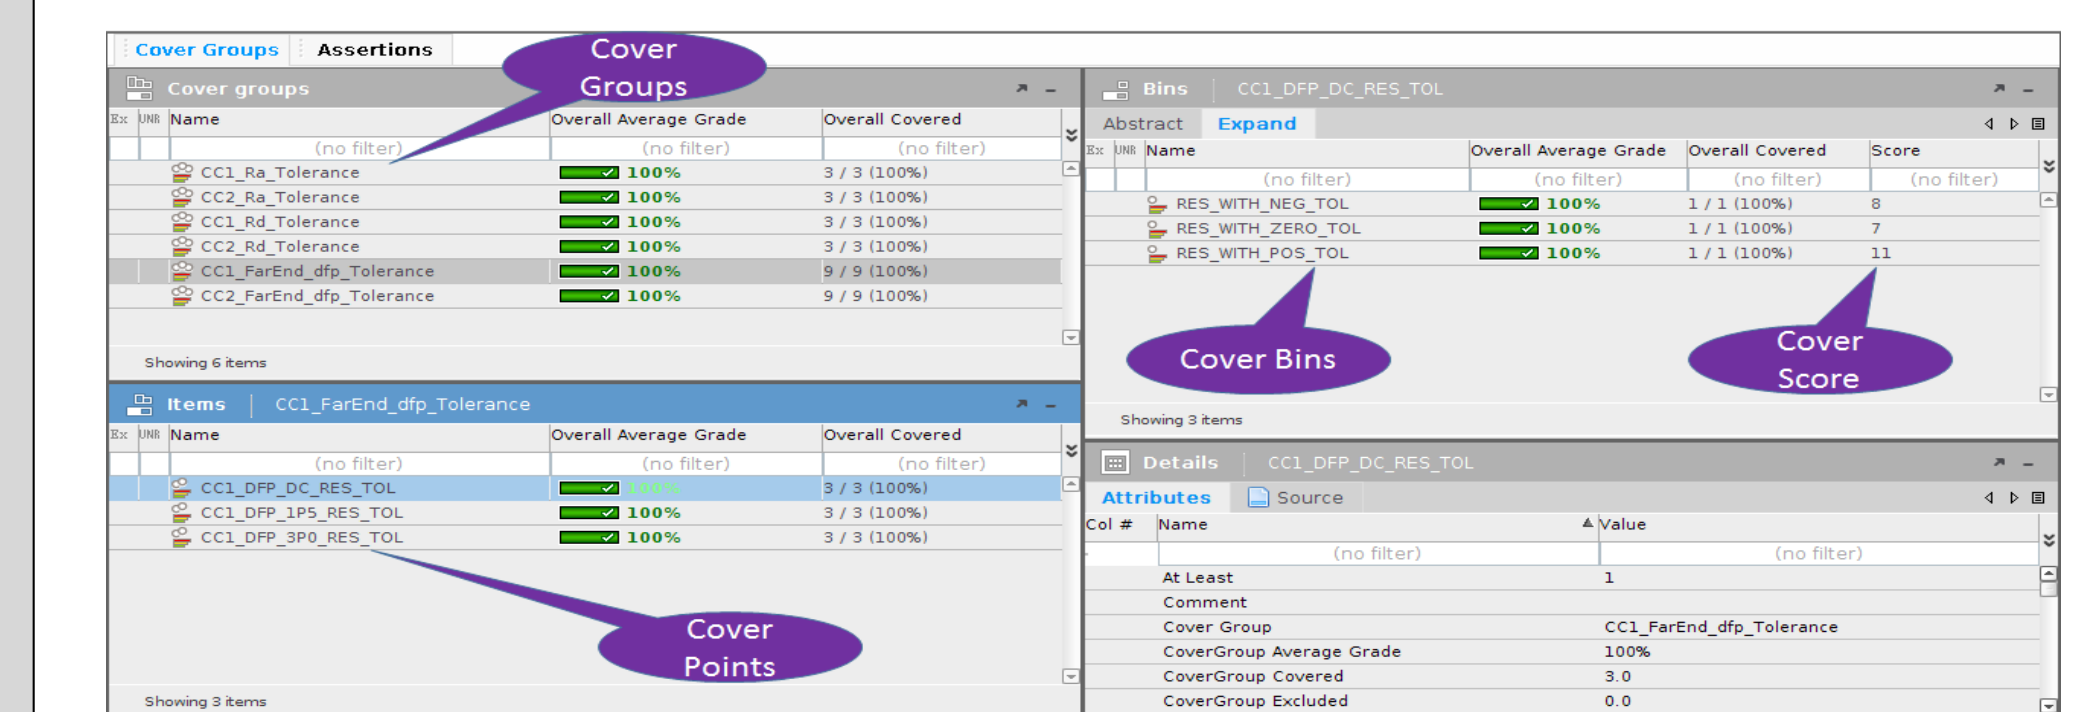 Cover Groups Assertions
Cover
Groups
Cover groups
Ex UNR Name Overall Average Grade Overall Covered
(no filter) (no filter) (no filter)
CC1_Ra_Tolerance 100% 3 / 3 (100%)
CC2_Ra_Tolerance 100% 3 / 3 (100%)
CC1_Rd_Tolerance 100% 3 / 3 (100%)
CC2_Rd_Tolerance 100% 3 / 3 (100%)
CC1_FarEnd_dfp_Tolerance 100% 9 / 9 (100%)
CC2_FarEnd_dfp_Tolerance 100% 9 / 9 (100%)
Showing 6 items
Items CC1_FarEnd_dfp_Tolerance
Ex UNR Name Overall Average Grade Overall Covered
(no filter) (no filter) (no filter)
CC1_DFP_DC_RES_TOL 100% 3 / 3 (100%)
CC1_DFP_1P5_RES_TOL 100% 3 / 3 (100%)
CC1_DFP_3P0_RES_TOL 100% 3 / 3 (100%)
Cover
Points
Showing 3 items
Bins CC1_DFP_DC_RES_TOL
Abstract Expand
Ex UNR Name Overall Average Grade Overall Covered Score
(no filter) (no filter) (no filter) (no filter)
RES_WITH_NEG_TOL 100% 1 / 1 (100%) 8
RES_WITH_ZERO_TOL 100% 1 / 1 (100%) 7
RES_WITH_POS_TOL 100% 1 / 1 (100%) 11
Cover Bins
Cover
Score
Showing 3 items
Details CC1_DFP_DC_RES_TOL
Attributes Source
Col # Name Value
(no filter) (no filter)
At Least 1
Comment
Cover Group CC1_FarEnd_dfp_Tolerance
CoverGroup Average Grade 100%
CoverGroup Covered 3.0
CoverGroup Excluded 0.0